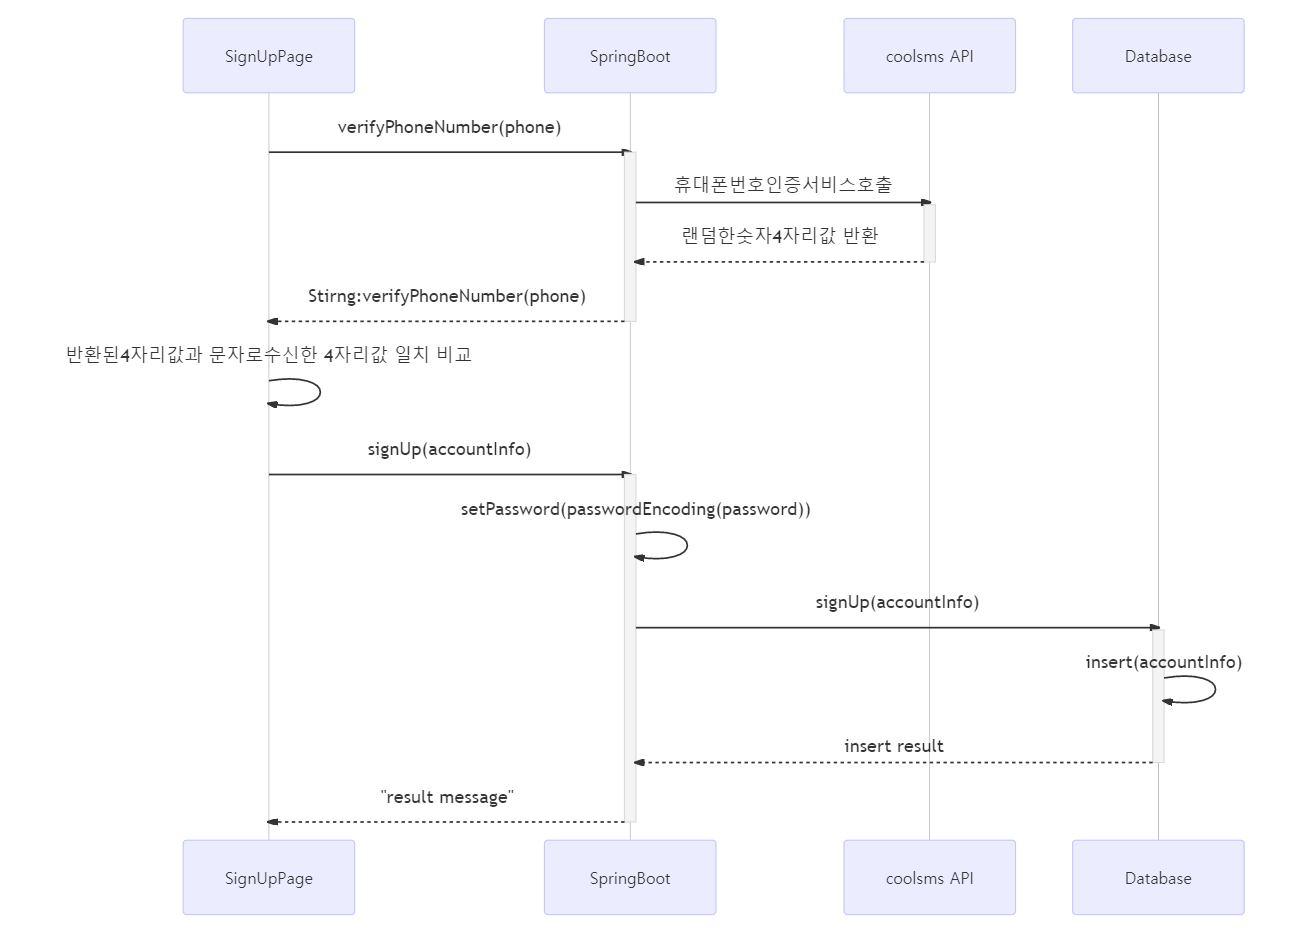 SignUpPage
SpringBoot
coolsms API
Database
verifyPhoneNumber(phone)
휴대폰번호인증서비스호출
랜덤한숫자4자리값 반환
Stirng:verifyPhoneNumber(phone)
반환된4자리값과 문자로수신한 4자리값 일치 비교
signUp(accountInfo)
setPassword(passwordEncoding(password))
signUp(accountInfo)
insert(accountInfo)
insert result
"result message"
SignUpPage
SpringBoot
coolsms API
Database